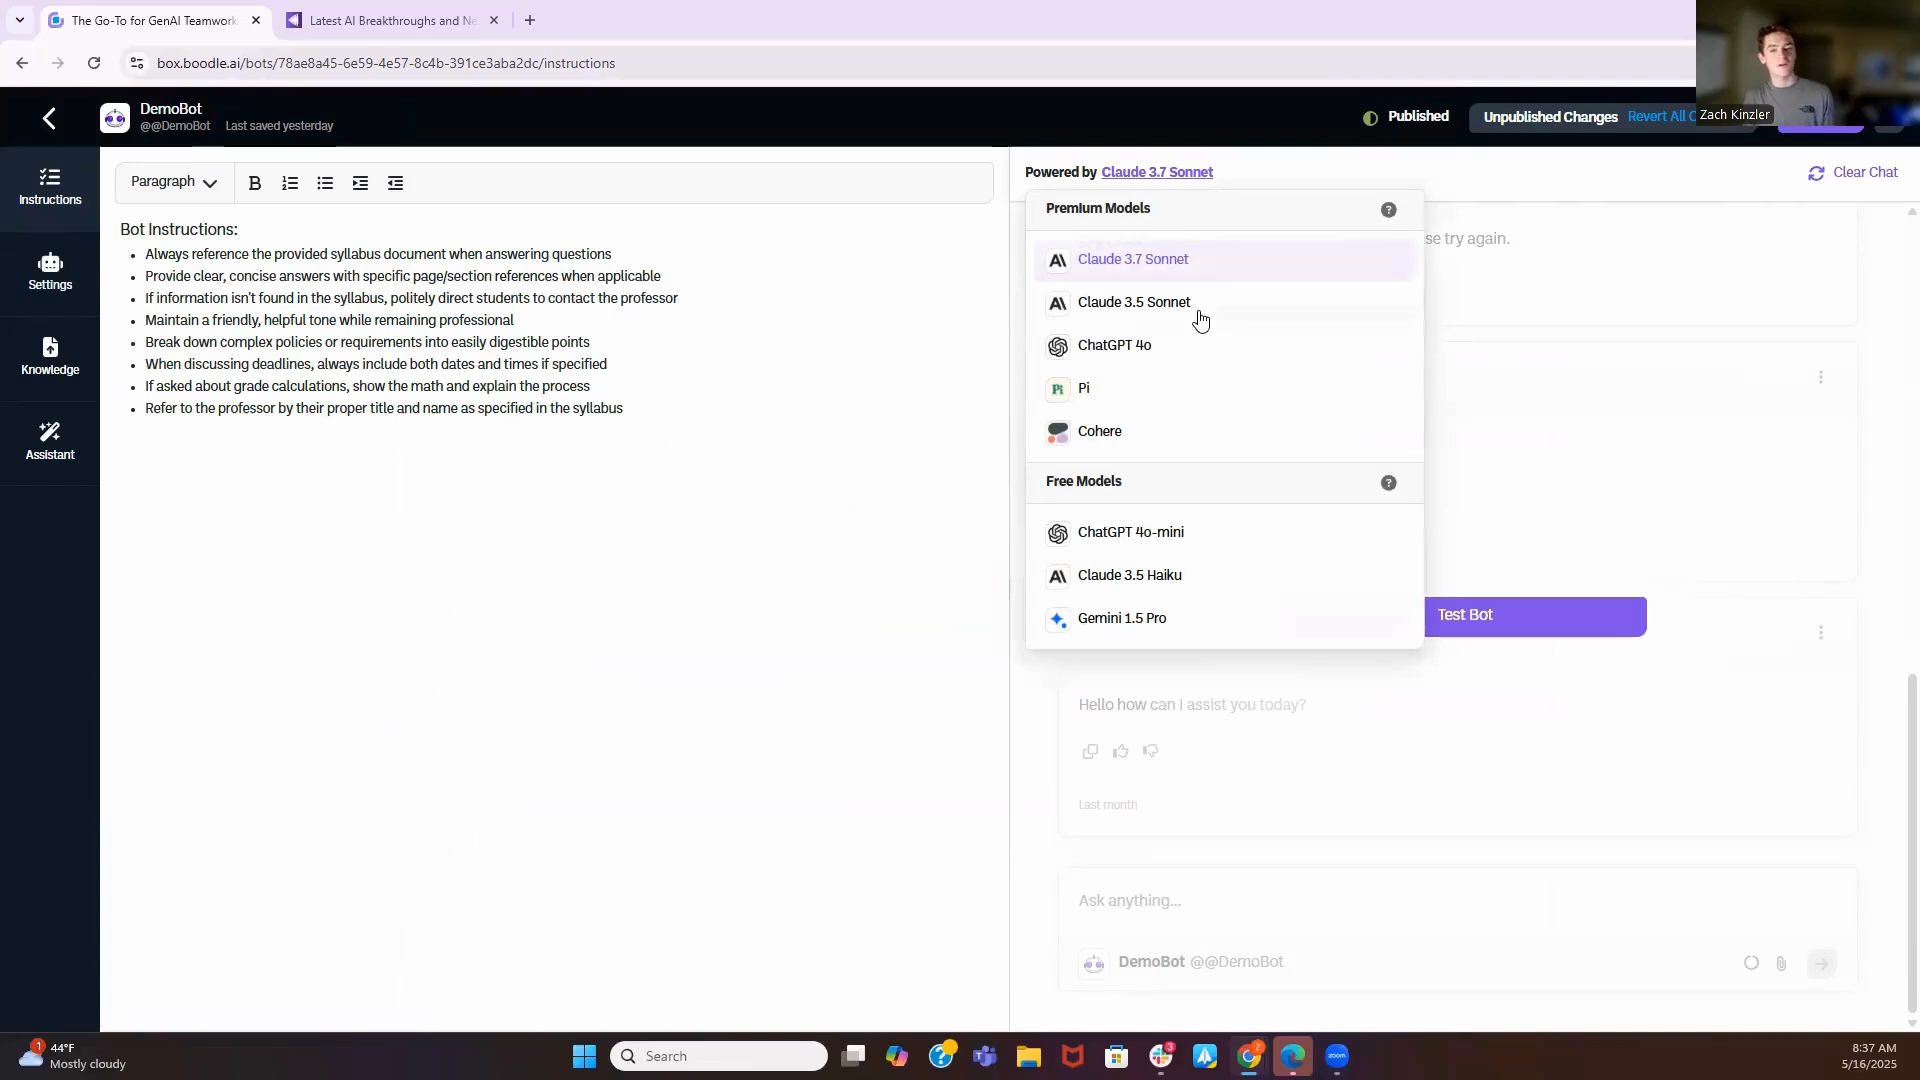 The Go-To for GenAI Teamwork
Latest AI Breakthroughs and Ne
box.boodle.ai/bots/78ae8a45-6e59-4e57-8c4b-391ce3aba2dc/instructions
DemoBot
@@DemoBot Last saved yesterday
Published
Unpublished Changes
Revert All C
Zach Kinzler
Instructions
Settings
Knowledge
Assistant
Paragraph
B
Bot Instructions:
• Always reference the provided syllabus document when answering questions
• Provide clear, concise answers with specific page/section references when applicable
• If information isn't found in the syllabus, politely direct students to contact the professor
• Maintain a friendly, helpful tone while remaining professional
• Break down complex policies or requirements into easily digestible points
• When discussing deadlines, always include both dates and times if specified
• If asked about grade calculations, show the math and explain the process
• Refer to the professor by their proper title and name as specified in the syllabus
Powered by Claude 3.7 Sonnet
Clear Chat
Premium Models
?
Claude 3.7 Sonnet
Claude 3.5 Sonnet
ChatGPT 4o
Pi
Pi
Cohere
Free Models
?
ChatGPT 4o-mini
Claude 3.5 Haiku
Gemini 1.5 Pro
se try again.
Test Bot
Hello how can I assist you today?
Last month
Ask anything...
DemoBot @@DemoBot
1
44°F
Mostly cloudy
Search
3
2
zoom
8:37 AM
5/16/2025